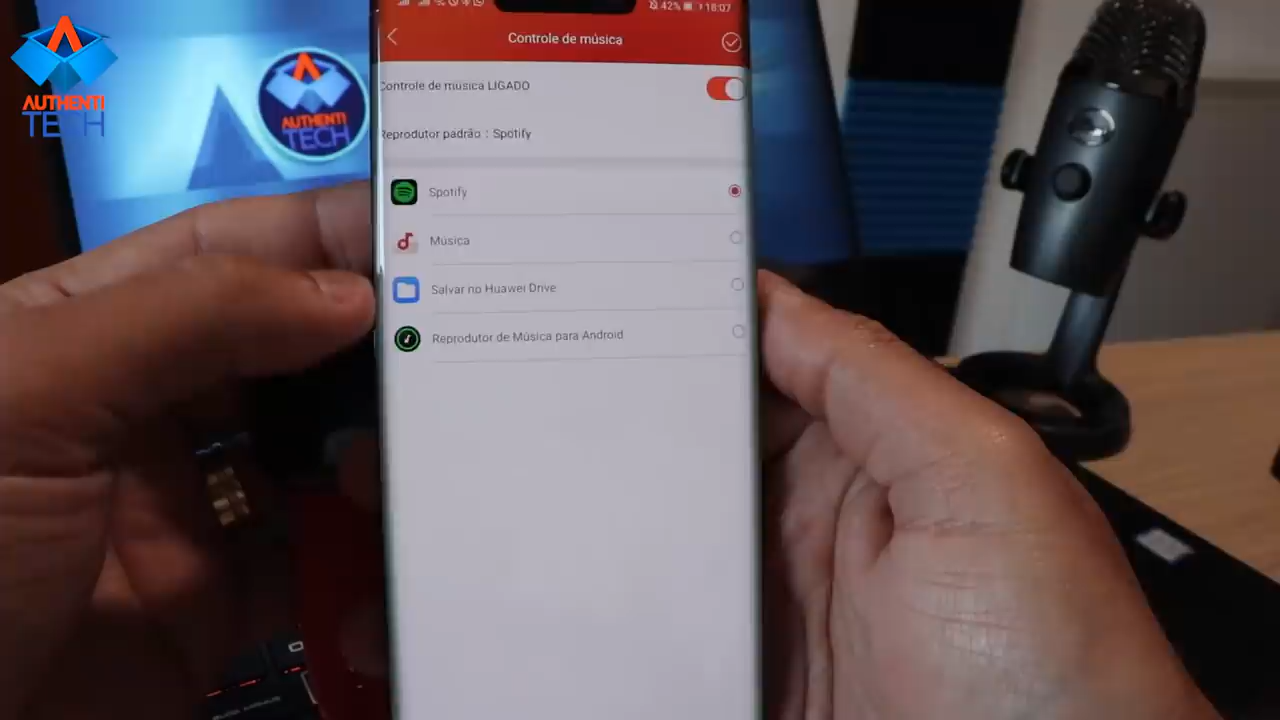 AUTHENTI
TECH
AUTHENTI
TECH
42%
18:07
Controle de música
Controle de música LIGADO
Reprodutor padrão : Spotify
Spotify
Música
Salvar no Huawei Drive
Reprodutor de Música para Android